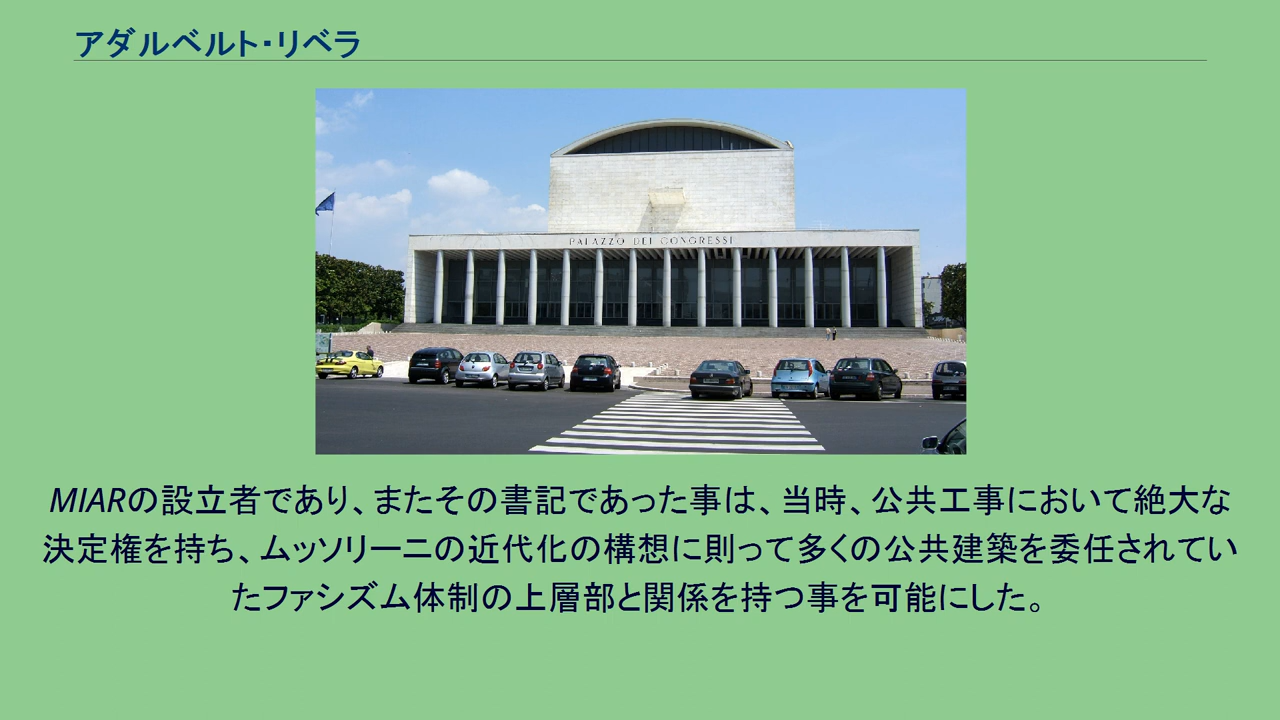 アダルベルト・リベラ
PALAZZO DEI CONGRESSI
MIARの設立者であり、またその書記であった事は、当時、公共工事において絶大な
決定権を持ち、ムッソリーニの近代化の構想に則って多くの公共建築を委任されてい
たファシズム体制の上層部と関係を持つ事を可能にした。